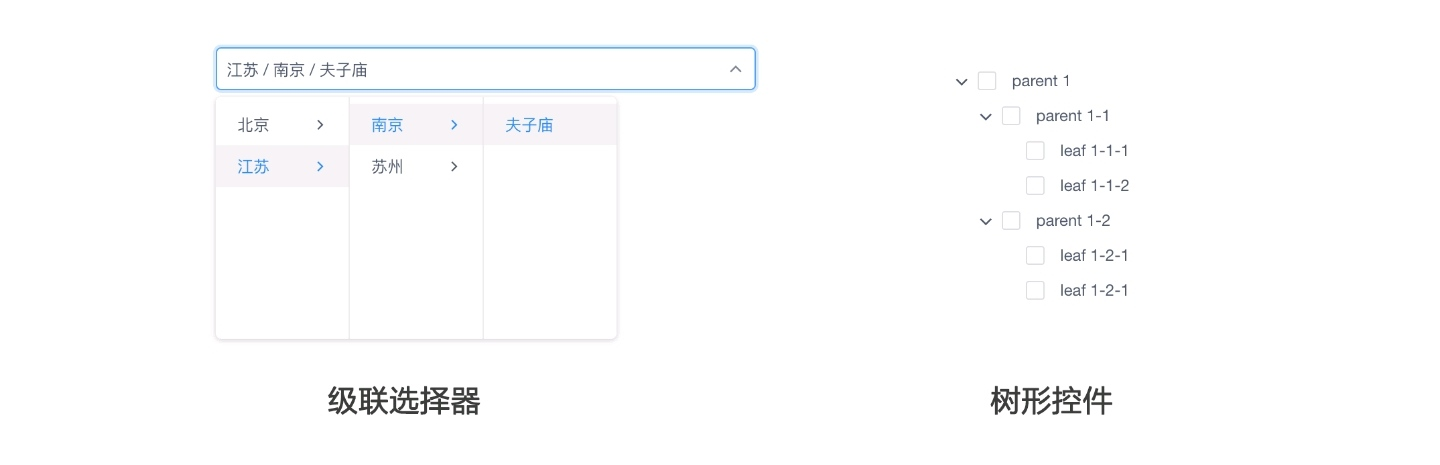 江苏 / 南京 / 夫子庙
北京
南京
夫子庙
江苏
苏州
级联选择器
parent 1
parent 1-1
leaf 1-1-1
leaf 1-1-2
parent 1-2
leaf 1-2-1
leaf 1-2-1
树形控件